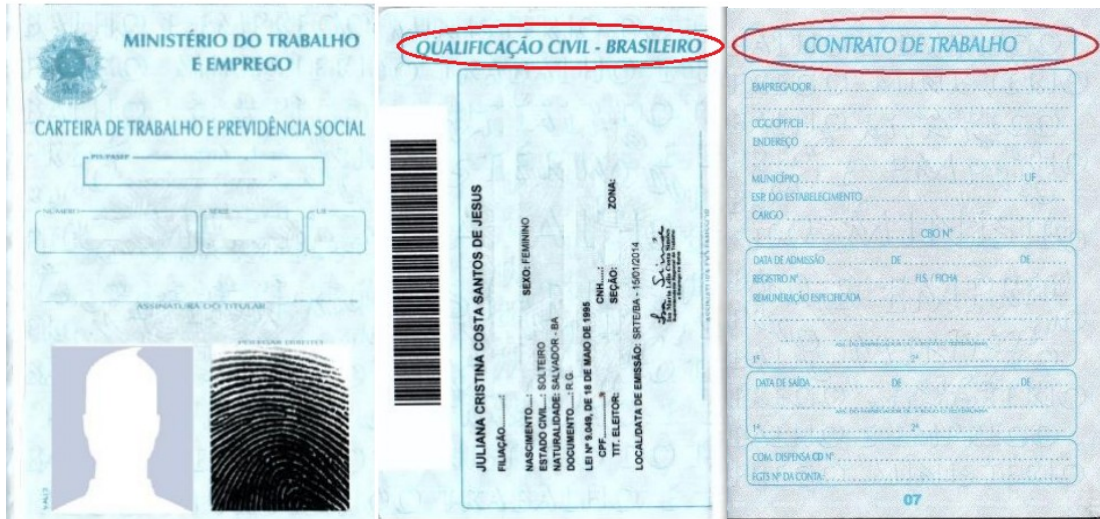 MINISTÉRIO DO TRABALHO
E EMPREGO
CARTEIRA DE TRABALHO E PREVIDÊNCIA SOCIAL
PIS/PASEP
NÚMERO
SÉRIE
UF
ASSINATURA DO TITULAR
POLEGAR DIREITO
QUALIFICAÇÃO CIVIL - BRASILEIRO
JULIANA CRISTINA COSTA SANTOS DE JESUS
FILIAÇÃO........:
NASCIMENTO....: SEXO: FEMININO
ESTADO CIVIL...: SOLTEIRO
NATURALIDADE: SALVADOR - BA
DOCUMENTO....: R.G.
LEI Nº 9.049, DE 18 DE MAIO DE 1995
CPF............: CNH.....:
TIT. ELEITOR: SEÇÃO: ZONA:
LOCAL/DATA DE EMISSÃO: SRTE/BA - 15/01/2014
CONTRATO DE TRABALHO
EMPREGADOR
CGC/CPF/CEI
ENDEREÇO
MUNICÍPIO UF
ESP. DO ESTABELECIMENTO
CARGO
CBO Nº
DATA DE ADMISSÃO DE DE
REGISTRO Nº FLS. / FICHA
REMUNERAÇÃO ESPECIFICADA
1ª 2ª
DATA DE SAÍDA DE DE
1ª 2ª
COM. DISPENSA CD Nº
FGTS Nº DA CONTA:
07